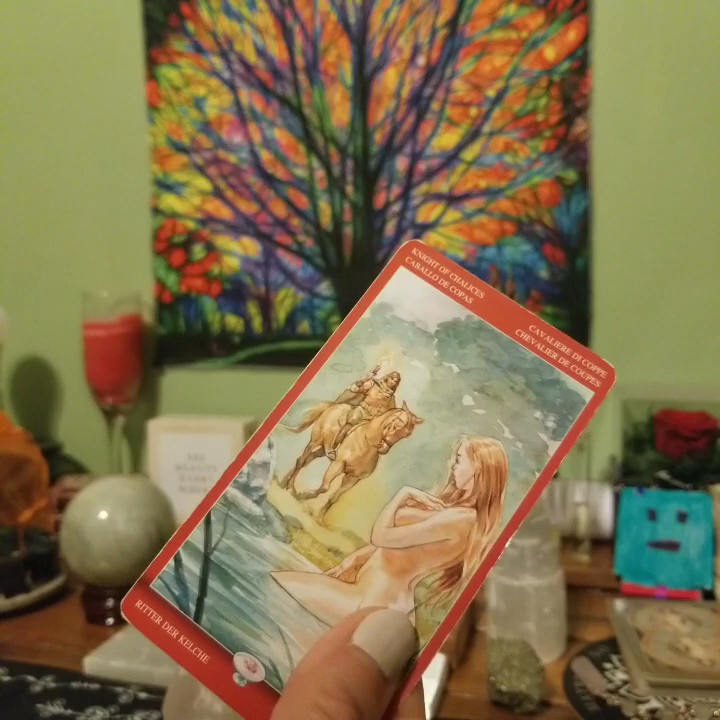 KNIGHT OF CHALICES
CABALLO DE COPAS
CAVALIERE DI COPPE
CHEVALIER DE COUPES
RITTER DER KELCHE